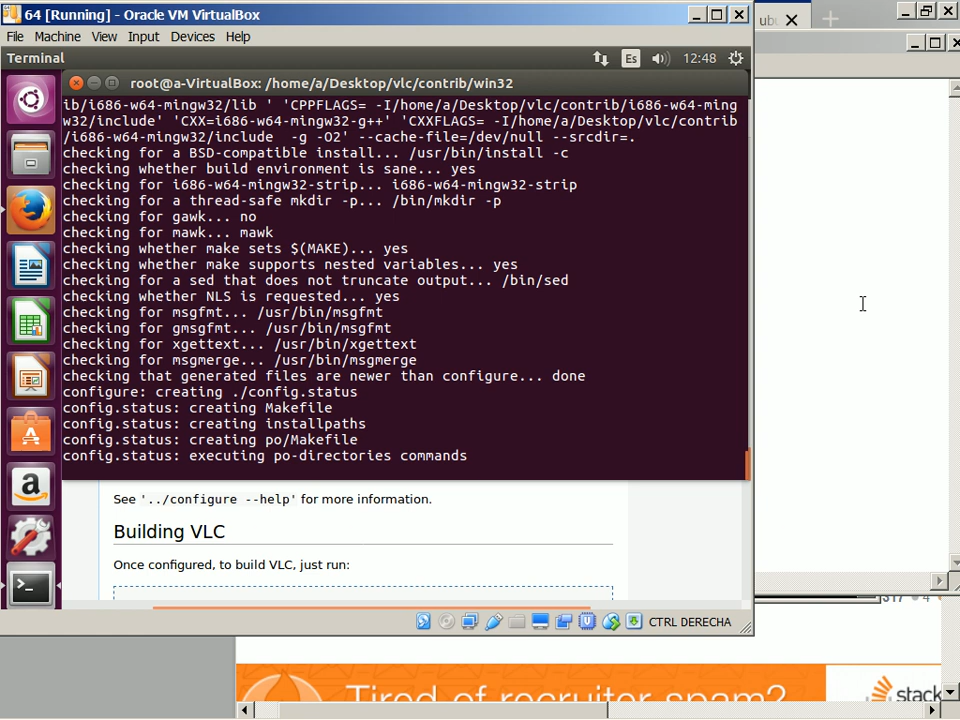 64 [Running] - Oracle VM VirtualBox
File Machine View Input Devices Help
Terminal
Es
12:48
root@a-VirtualBox: /home/a/Desktop/vlc/contrib/win32
ib/i686-w64-mingw32/lib ' 'CPPFLAGS= -I/home/a/Desktop/vlc/contrib/i686-w64-ming
w32/include' 'CXX=i686-w64-mingw32-g++' 'CXXFLAGS= -I/home/a/Desktop/vlc/contrib
/i686-w64-mingw32/include  -g -O2' --cache-file=/dev/null --srcdir=.
checking for a BSD-compatible install... /usr/bin/install -c
checking whether build environment is sane... yes
checking for i686-w64-mingw32-strip... i686-w64-mingw32-strip
checking for a thread-safe mkdir -p... /bin/mkdir -p
checking for gawk... no
checking for mawk... mawk
checking whether make sets $(MAKE)... yes
checking whether make supports nested variables... yes
checking for a sed that does not truncate output... /bin/sed
checking whether NLS is requested... yes
checking for msgfmt... /usr/bin/msgfmt
checking for gmsgfmt... /usr/bin/msgfmt
checking for xgettext... /usr/bin/xgettext
checking for msgmerge... /usr/bin/msgmerge
checking that generated files are newer than configure... done
configure: creating ./config.status
config.status: creating Makefile
config.status: creating installpaths
config.status: creating po/Makefile
config.status: executing po-directories commands
See '../configure --help' for more information.
Building VLC
Once configured, to build VLC, just run:
CTRL DERECHA
ubu
317
4
Tired of recruiter spam?
stack